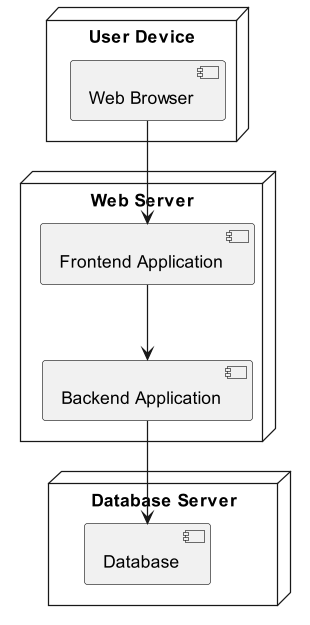 User Device
Web Browser
Web Server
Frontend Application
Backend Application
Database Server
Database